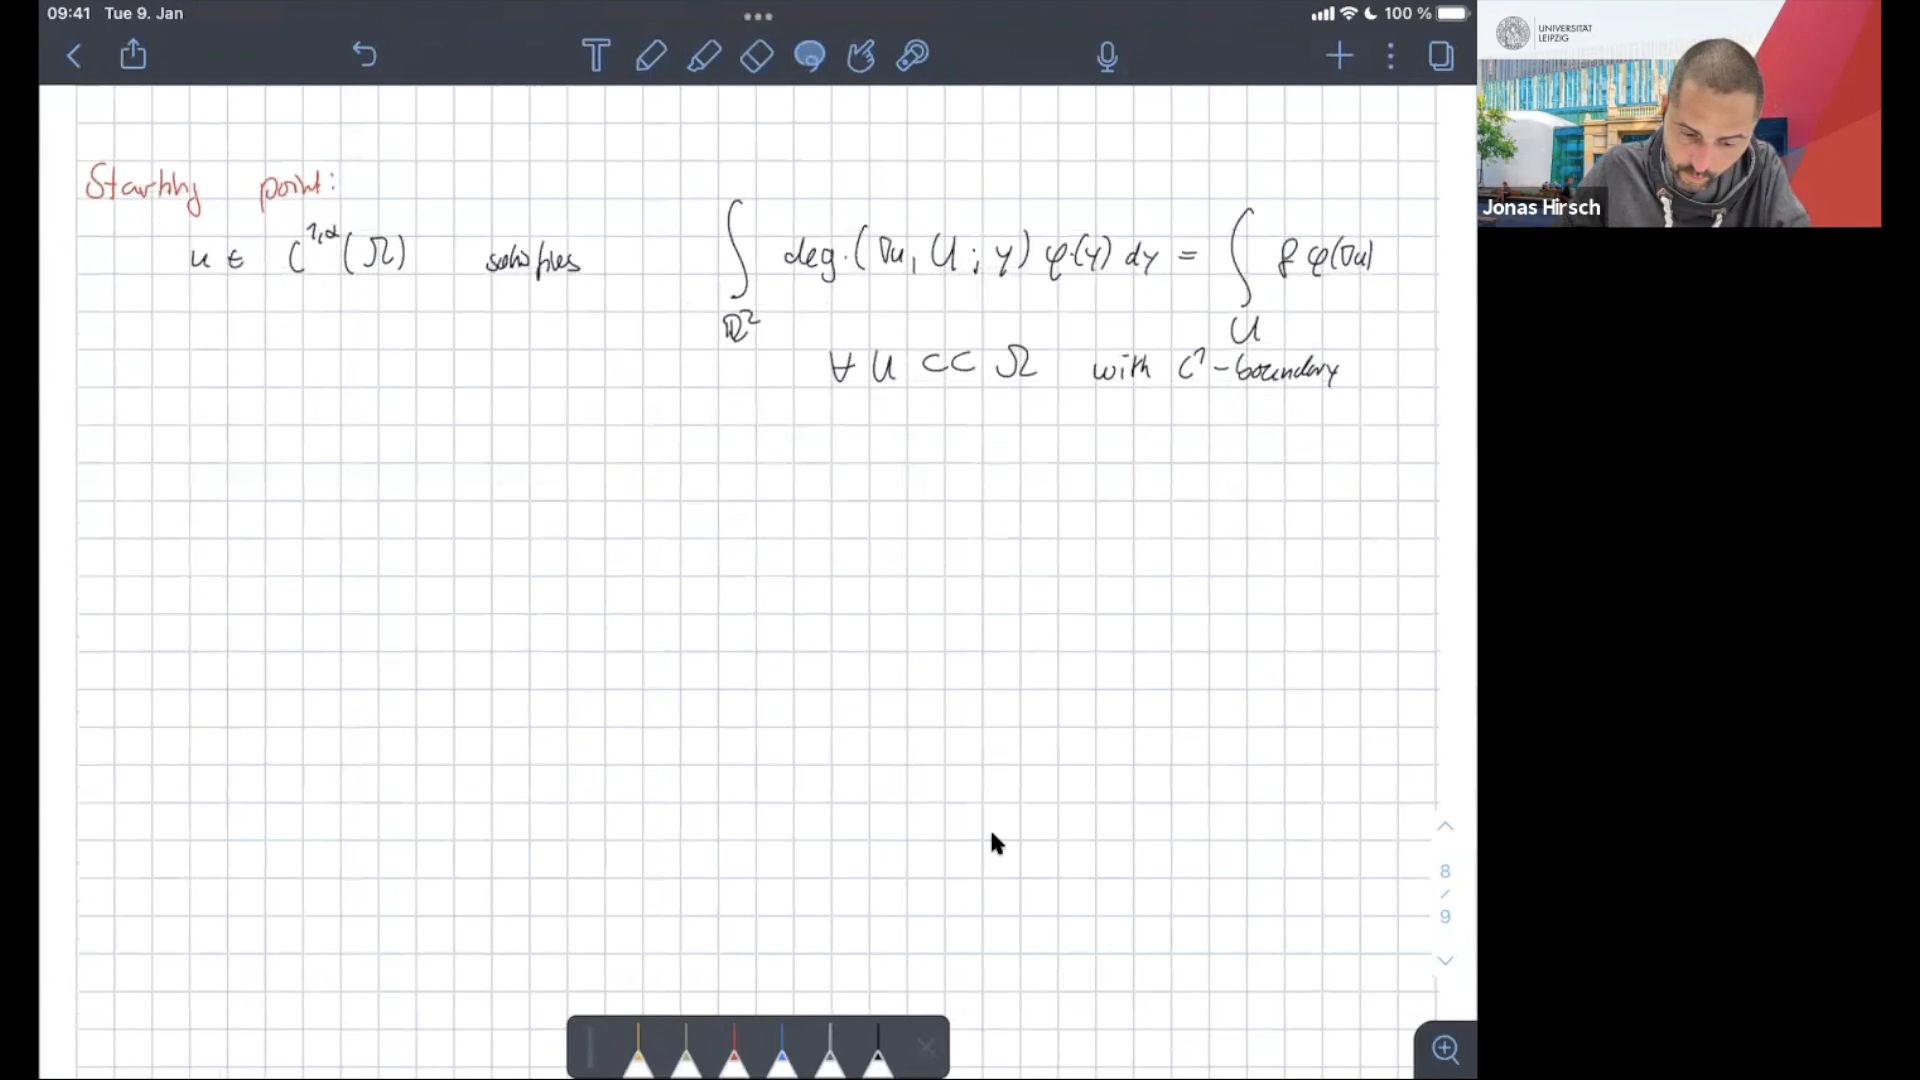 09:41 Tue 9. Jan
100 %
UNIVERSITÄT
LEIPZIG
Jonas Hirsch
Starting point:
u ∈ C^{1,α}(Ω) satisfies ∫_{ℝ²} deg.(∇u, U; y) φ(y) dy = ∫_U f φ(∇u)
∀ U ⊂⊂ Ω with C¹-boundary
8
/
9